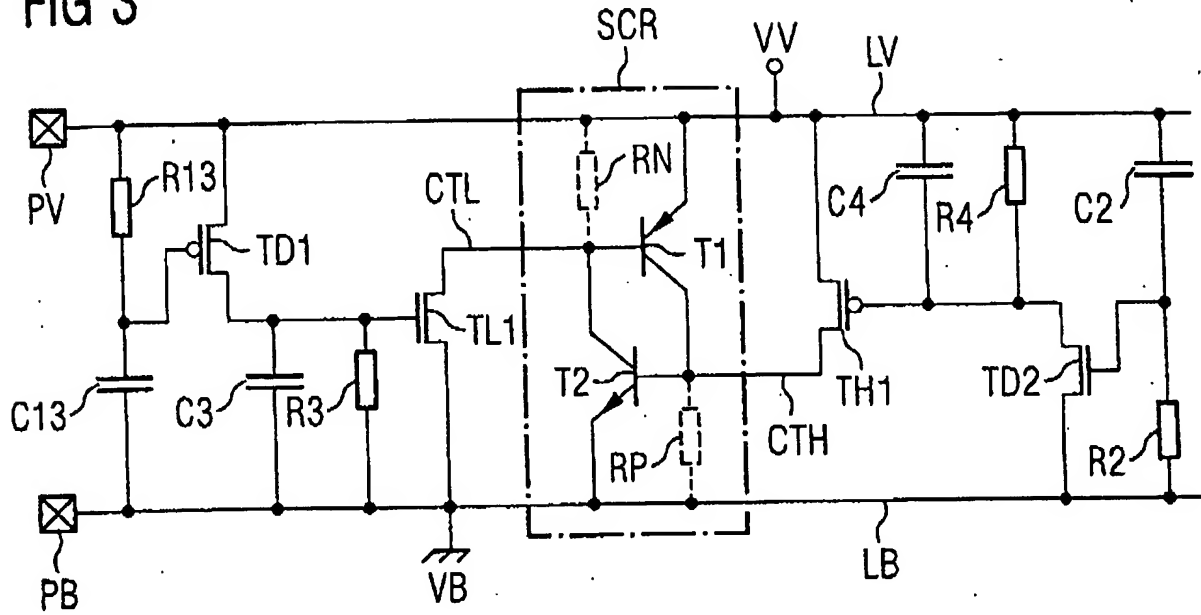 FIG 3
SCR
VV
LV
PV
R13
TD1
CTL
RN
T1
C4
R4
C2
TL1
T2
TH1
TD2
C13
C3
R3
RP
CTH
R2
PB
VB
LB